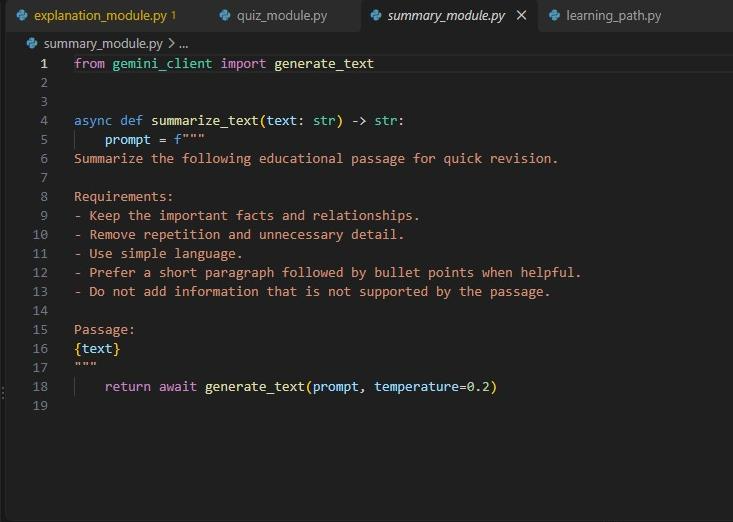 explanation_module.py 1
quiz_module.py
summary_module.py
learning_path.py
summary_module.py > ...
1 from gemini_client import generate_text
2
3
4 async def summarize_text(text: str) -> str:
5     prompt = f"""
6 Summarize the following educational passage for quick revision.
7
8 Requirements:
9 - Keep the important facts and relationships.
10 - Remove repetition and unnecessary detail.
11 - Use simple language.
12 - Prefer a short paragraph followed by bullet points when helpful.
13 - Do not add information that is not supported by the passage.
14
15 Passage:
16 {text}
17 """
18     return await generate_text(prompt, temperature=0.2)
19